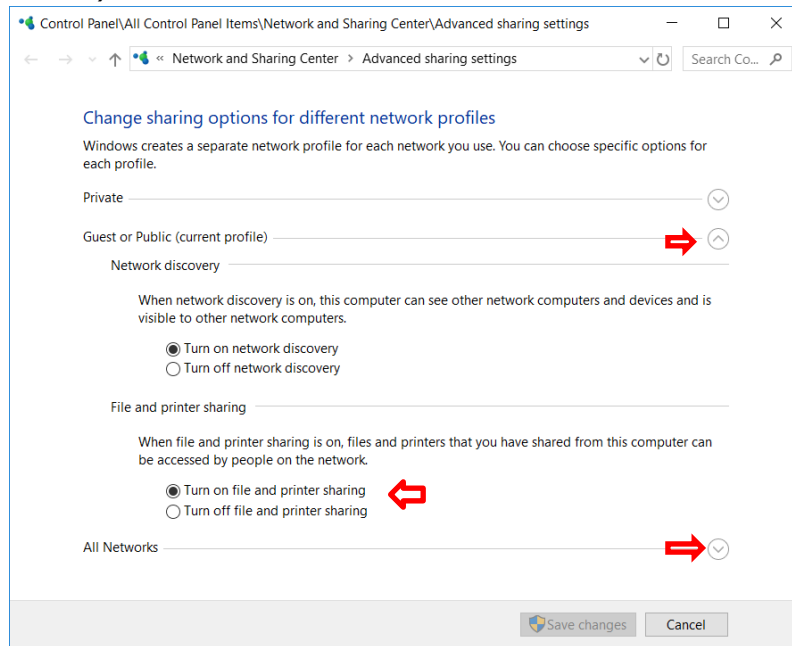 Control Panel\All Control Panel Items\Network and Sharing Center\Advanced sharing settings
« Network and Sharing Center > Advanced sharing settings
Search Co...
Change sharing options for different network profiles
Windows creates a separate network profile for each network you use. You can choose specific options for
each profile.
Private
Guest or Public (current profile)
Network discovery
When network discovery is on, this computer can see other network computers and devices and is
visible to other network computers.
Turn on network discovery
Turn off network discovery
File and printer sharing
When file and printer sharing is on, files and printers that you have shared from this computer can
be accessed by people on the network.
Turn on file and printer sharing
Turn off file and printer sharing
All Networks
Save changes
Cancel